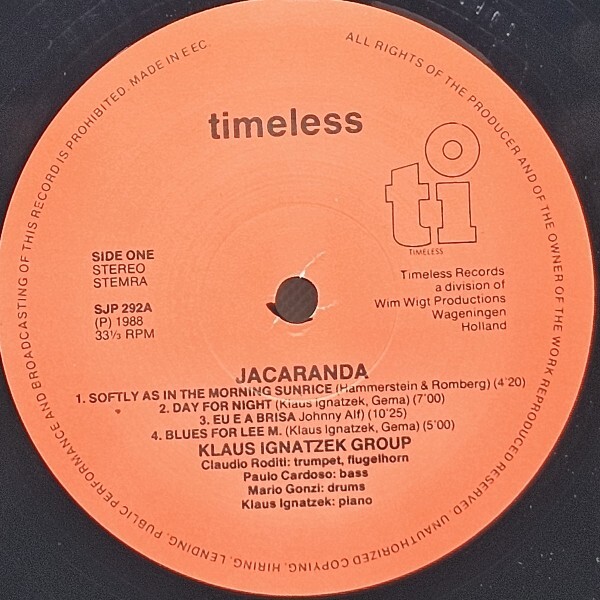 PUBLIC PERFORMANCE AND BROADCASTING OF THIS RECORD IS PROHIBITED. MADE IN EEC.
ALL RIGHTS OF THE PRODUCER AND OF THE OWNER OF THE WORK REPRODUCED RESERVED. UNAUTHORIZED COPYING, HIRING, LENDING,
timeless
ti
TIMELESS
SIDE ONE
STEREO
STEMRA
SJP 292A
(P) 1988
33⅓ RPM
Timeless Records
a division of
Wim Wigt Productions
Wageningen
Holland
JACARANDA
1. SOFTLY AS IN THE MORNING SUNRICE (Hammerstein & Romberg) (4'20)
2. DAY FOR NIGHT (Klaus Ignatzek, Gema) (7'00)
3. EU E A BRISA Johnny Alf) (10'25)
4. BLUES FOR LEE M. (Klaus Ignatzek, Gema) (5'00)
KLAUS IGNATZEK GROUP
Claudio Roditi: trumpet, flugelhorn
Paulo Cardoso: bass
Mario Gonzi: drums
Klaus Ignatzek: piano